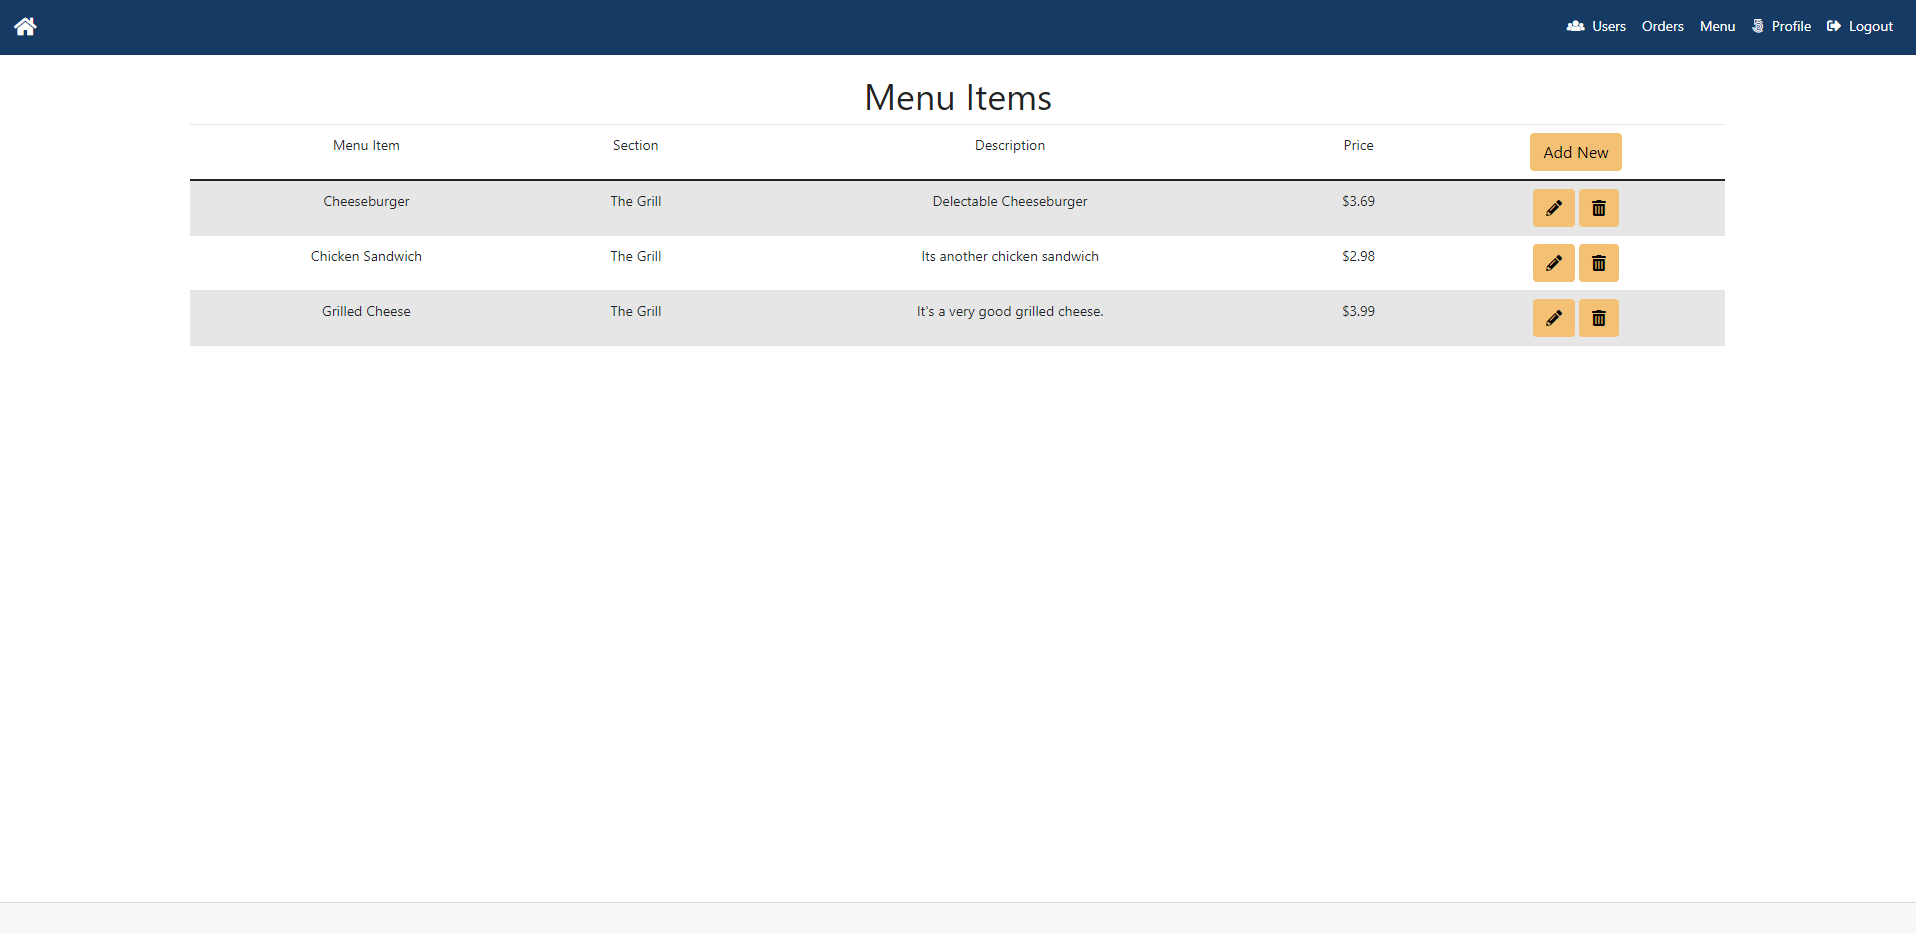 Users Orders Menu Profile Logout
Menu Items
Menu Item Section Description Price Add New
Cheeseburger The Grill Delectable Cheeseburger $3.69
Chicken Sandwich The Grill Its another chicken sandwich $2.98
Grilled Cheese The Grill It's a very good grilled cheese. $3.99